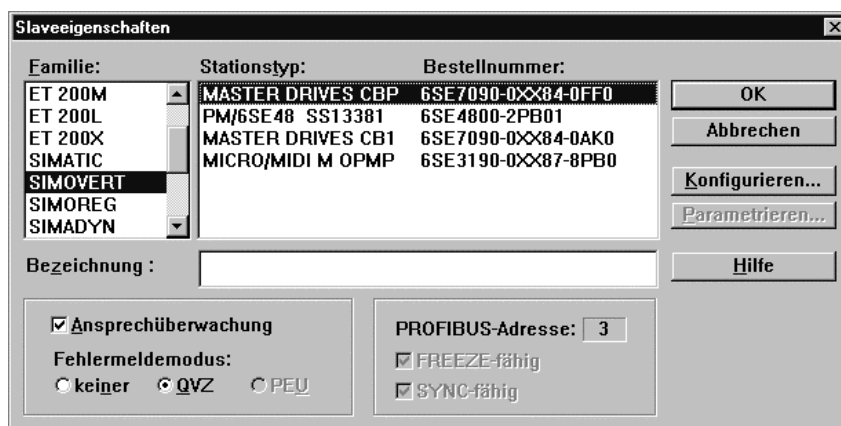 Slaveeigenschaften
Familie: Stationstyp: Bestellnummer:
ET 200M MASTER DRIVES CBP 6SE7090-0XX84-0FF0 OK
ET 200L PM/6SE48 SS13381 6SE4800-2PB01
ET 200X MASTER DRIVES CB1 6SE7090-0XX84-0AK0 Abbrechen
SIMATIC MICRO/MIDI M OPMP 6SE3190-0XX87-8PB0
SIMOVERT Konfigurieren...
SIMOREG
SIMADYN Parametrieren...
Bezeichnung : Hilfe
Ansprechüberwachung PROFIBUS-Adresse: 3
Fehlermeldemodus: FREEZE-fähig
keiner QVZ PEU SYNC-fähig